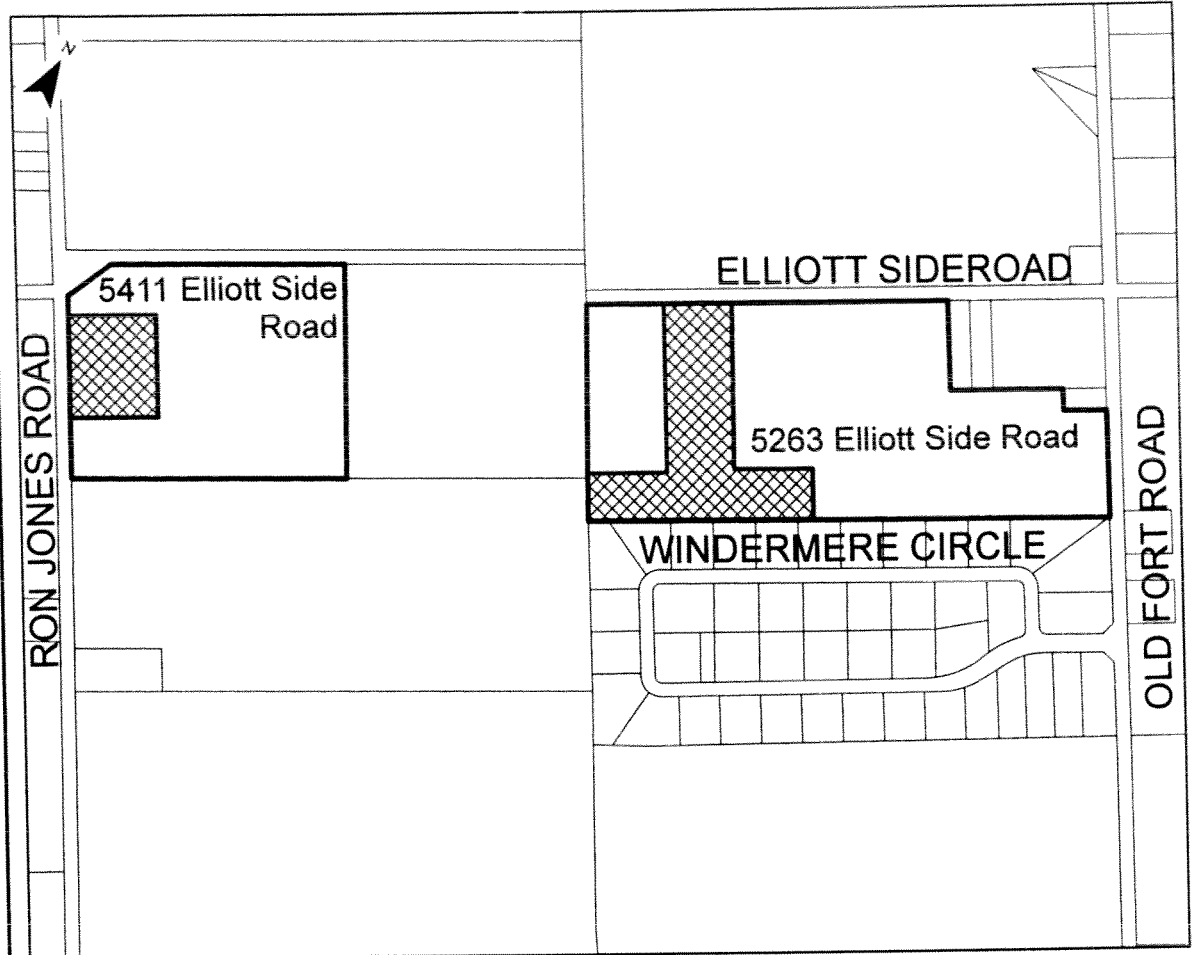 N
5411 Elliott Side
Road
ELLIOTT SIDEROAD
5263 Elliott Side Road
WINDERMERE CIRCLE
RON JONES ROAD
OLD FORT ROAD